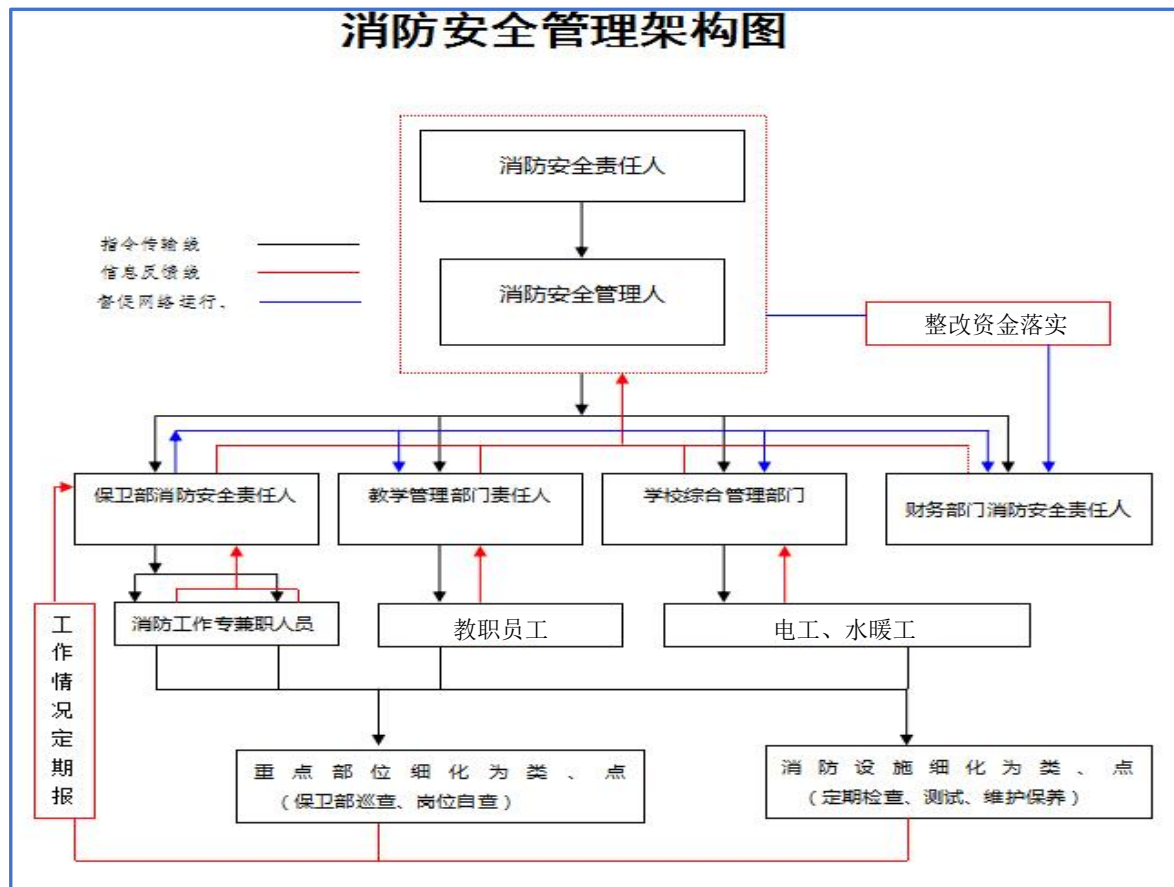 消防安全管理架构图
消防安全责任人
指令传输线
信息反馈线
督促网络运行。
消防安全管理人
整改资金落实
保卫部消防安全责任人
教学管理部门责任人
学校综合管理部门
财务部门消防安全责任人
消防工作专兼职人员
教职员工
电工、水暖工
工作情况定期报
重点部位细化为类、点
（保卫部巡查、岗位自查）
消防设施细化为类、点
（定期检查、测试、维护保养）